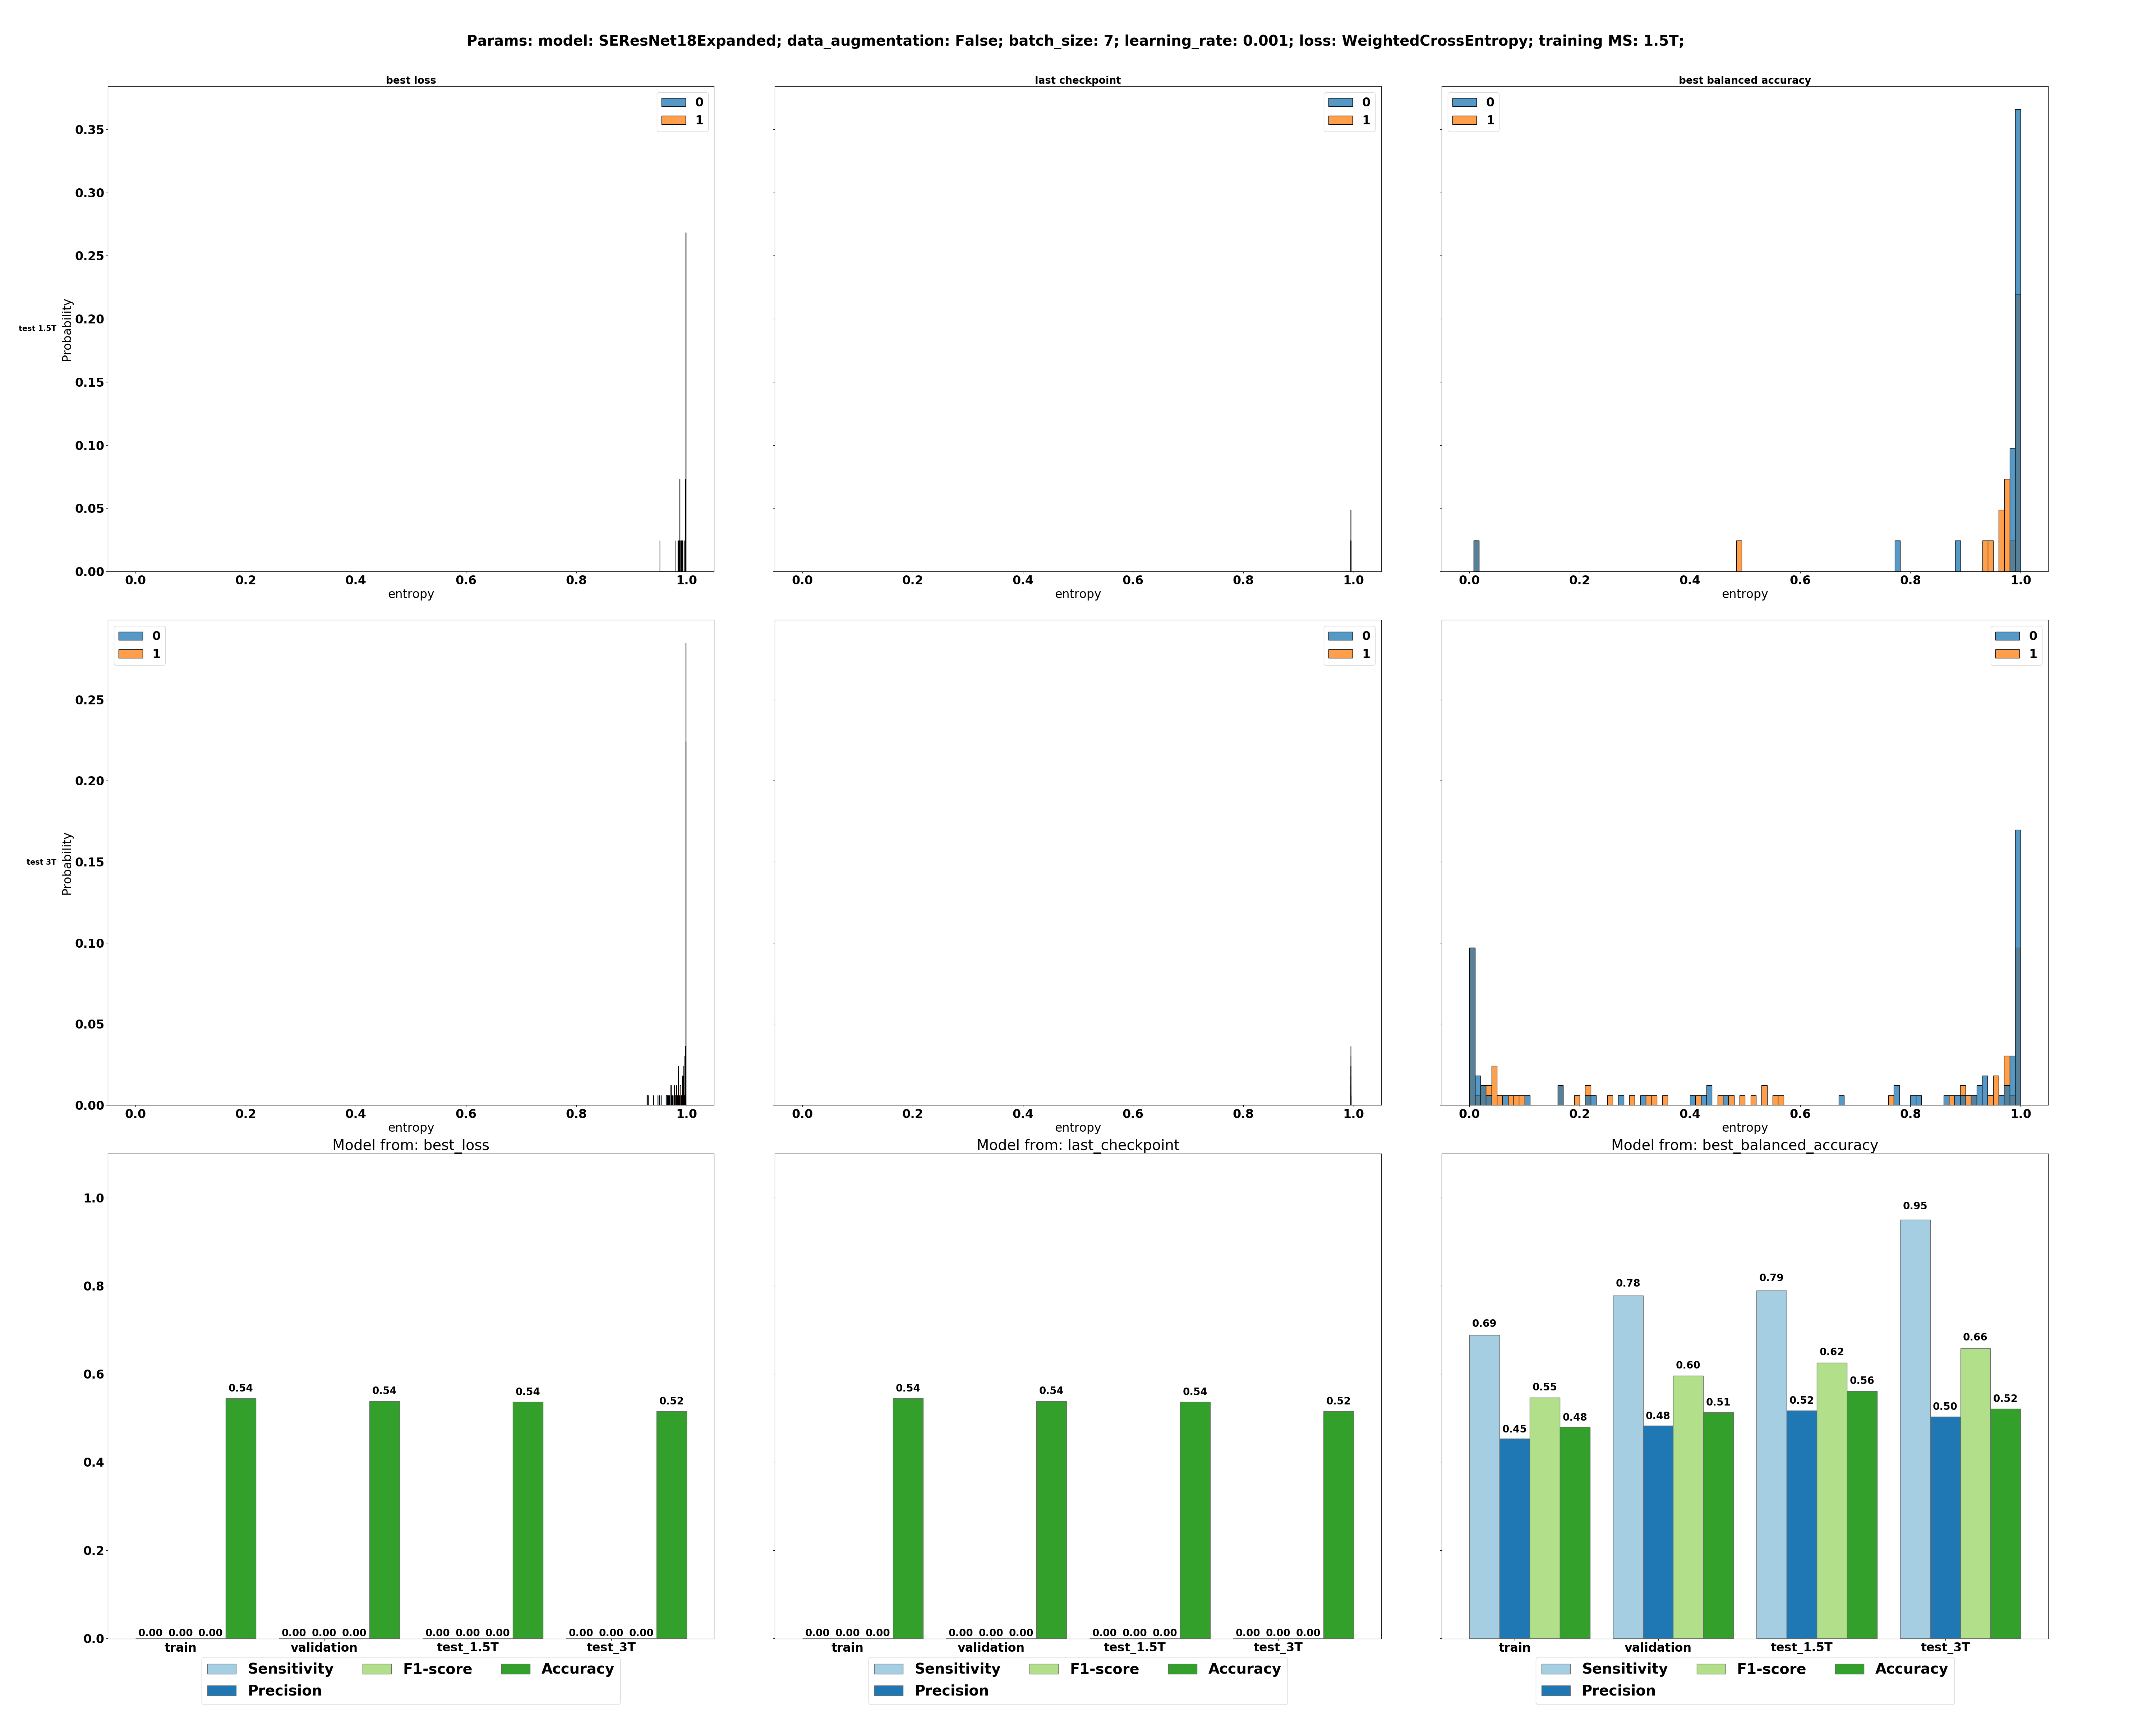 Params: model: SEResNet18Expanded; data_augmentation: False; batch_size: 7; learning_rate: 0.001; loss: WeightedCrossEntropy; training MS: 1.5T;
best loss
0
1
0.35
0.30
0.25
0.20
0.15
0.10
0.05
0.00
test 1.5T
Probability
0.0 0.2 0.4 0.6 0.8 1.0
entropy
last checkpoint
0
1
0.0 0.2 0.4 0.6 0.8 1.0
entropy
best balanced accuracy
0
1
0.0 0.2 0.4 0.6 0.8 1.0
entropy
0
1
0.25
0.20
0.15
0.10
0.05
0.00
test 3T
Probability
0.0 0.2 0.4 0.6 0.8 1.0
entropy
0
1
0.0 0.2 0.4 0.6 0.8 1.0
entropy
0
1
0.0 0.2 0.4 0.6 0.8 1.0
entropy
Model from: best_loss
1.0
0.8
0.6
0.4
0.2
0.0
0.54 0.54 0.54 0.52
0.00 0.00 0.00 0.00 0.00 0.00 0.00 0.00 0.00 0.00 0.00 0.00
train validation test_1.5T test_3T
Sensitivity F1-score Accuracy
Precision
Model from: last_checkpoint
0.54 0.54 0.54 0.52
0.00 0.00 0.00 0.00 0.00 0.00 0.00 0.00 0.00 0.00 0.00 0.00
train validation test_1.5T test_3T
Sensitivity F1-score Accuracy
Precision
Model from: best_balanced_accuracy
0.69 0.45 0.55 0.48 0.78 0.48 0.60 0.51 0.79 0.52 0.62 0.56 0.95 0.50 0.66 0.52
train validation test_1.5T test_3T
Sensitivity F1-score Accuracy
Precision